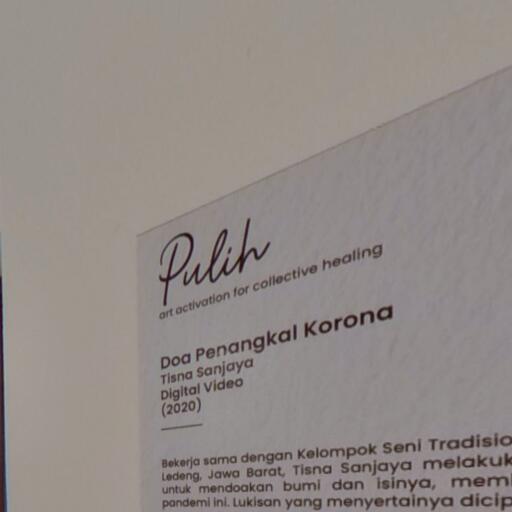 Pulih
art activation for collective healing
Doa Penangkal Korona
Tisna Sanjaya
Digital Video
(2020)
Bekerja sama dengan Kelompok Seni Tradisio
Ledeng, Jawa Barat, Tisna Sanjaya melakuk
untuk mendoakan bumi dan isinya, memi
pandemi ini. Lukisan yang menyertainya dicip